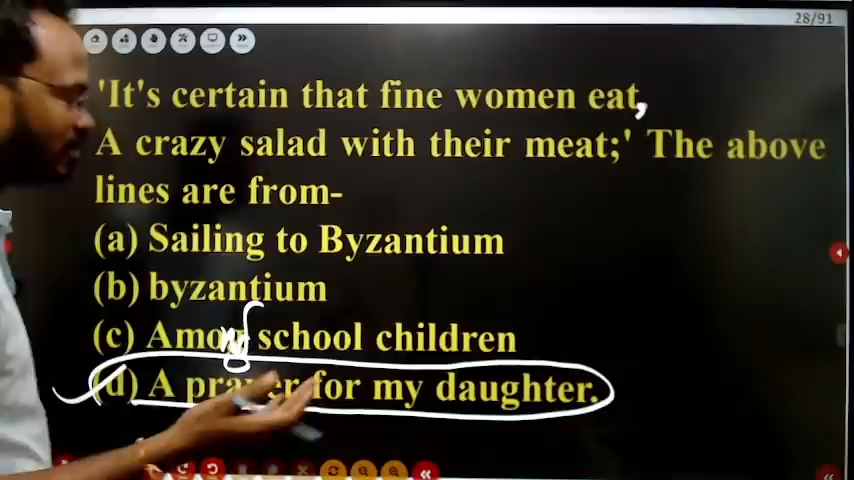 28/91
'It's certain that fine women eat,
A crazy salad with their meat;' The above
lines are from-
(a) Sailing to Byzantium
(b) byzantium
(c) Among school children
(d) A prayer for my daughter.